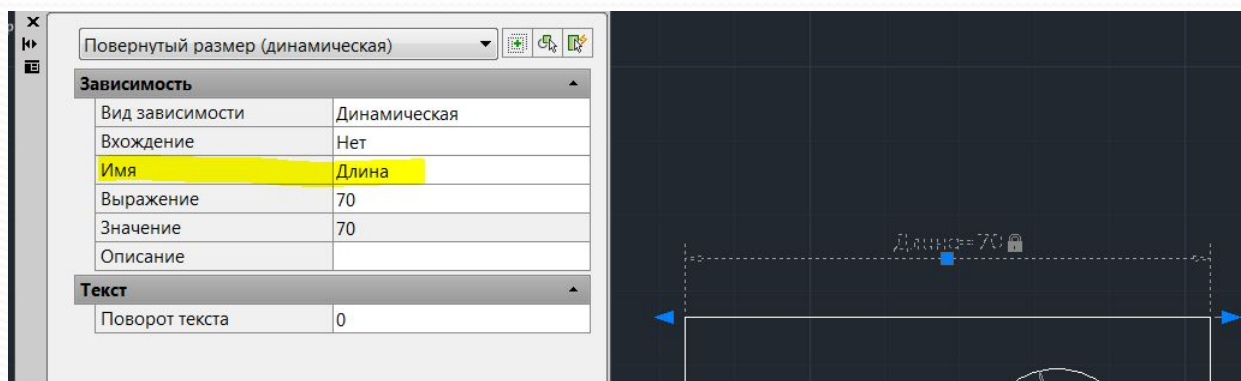 Повернутый размер (динамическая)
Зависимость
Вид зависимости Динамическая
Вхождение Нет
Имя Длина
Выражение 70
Значение 70
Описание
Текст
Поворот текста 0
Длина=70